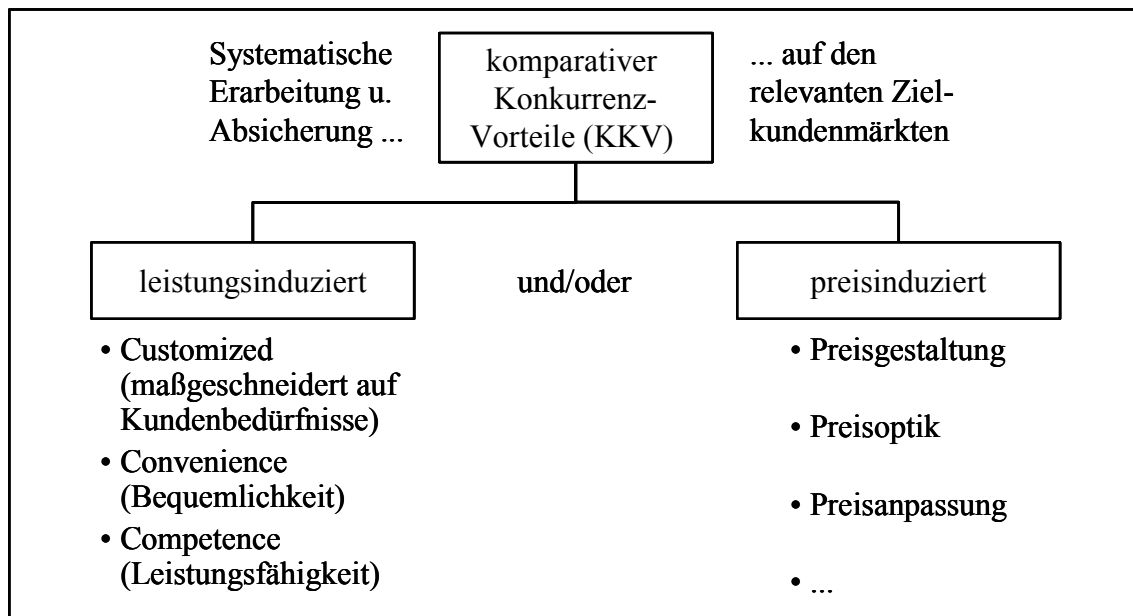 Systematische
Erarbeitung u.
Absicherung ...
komparativer
Konkurrenz-
Vorteile (KKV)
... auf den
relevanten Ziel-
kundenmärkten
leistungsinduziert
und/oder
preisinduziert
• Customized
(maßgeschneidert auf
Kundenbedürfnisse)
• Convenience
(Bequemlichkeit)
• Competence
(Leistungsfähigkeit)
• Preisgestaltung
• Preisoptik
• Preisanpassung
• ...